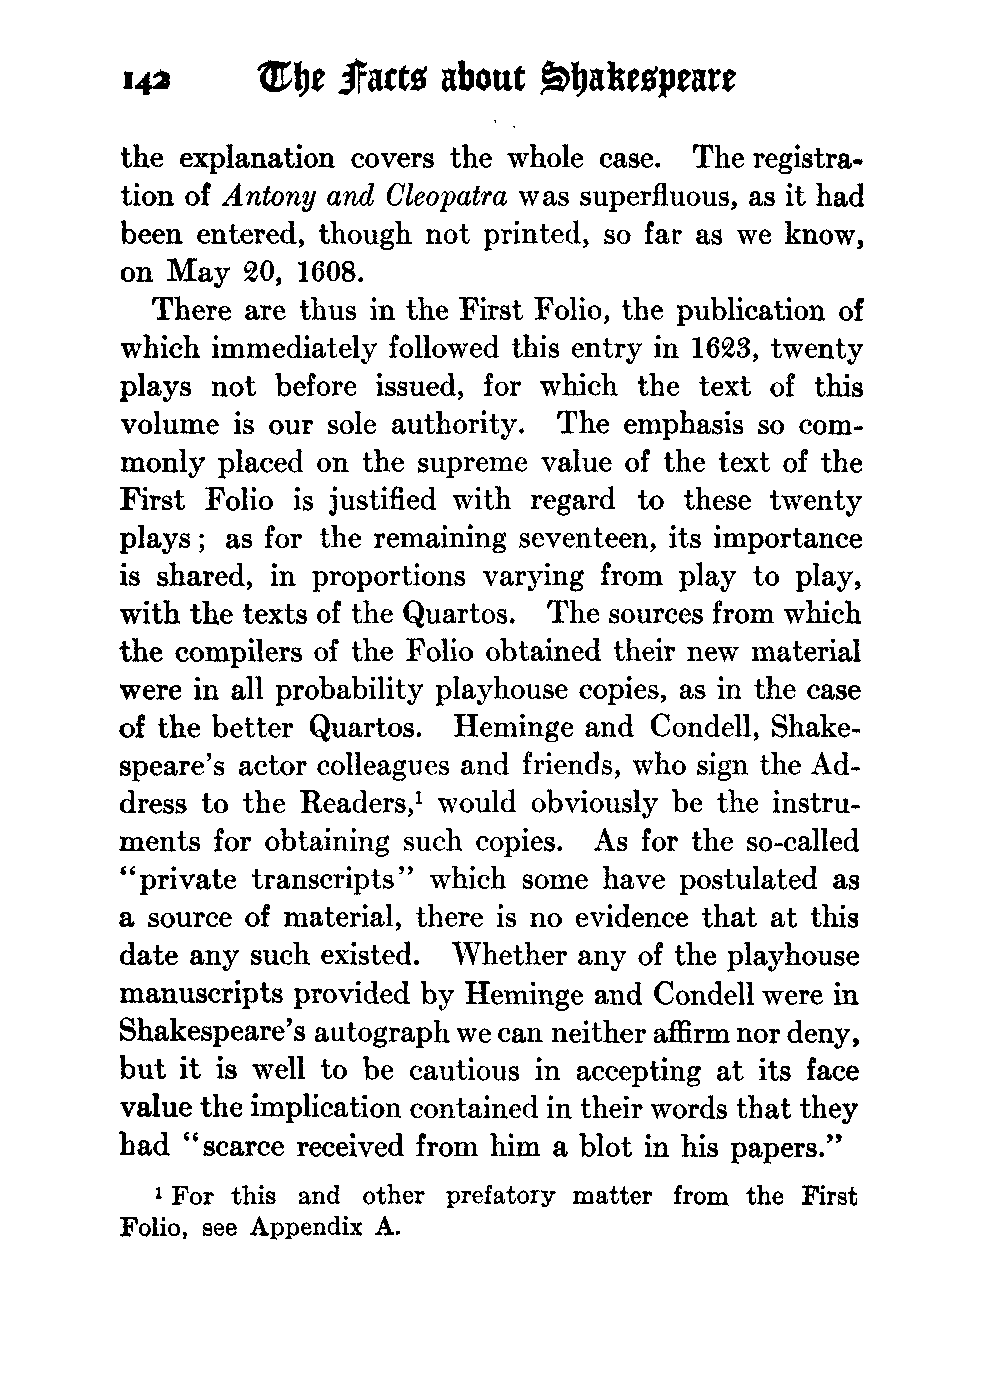 142 The Facts about Shakespeare
the explanation covers the whole case. The registra-
tion of Antony and Cleopatra was superfluous, as it had
been entered, though not printed, so far as we know,
on May 20, 1608.
There are thus in the First Folio, the publication of
which immediately followed this entry in 1623, twenty
plays not before issued, for which the text of this
volume is our sole authority. The emphasis so com-
monly placed on the supreme value of the text of the
First Folio is justified with regard to these twenty
plays; as for the remaining seventeen, its importance
is shared, in proportions varying from play to play,
with the texts of the Quartos. The sources from which
the compilers of the Folio obtained their new material
were in all probability playhouse copies, as in the case
of the better Quartos. Heminge and Condell, Shake-
speare's actor colleagues and friends, who sign the Ad-
dress to the Readers,¹ would obviously be the instru-
ments for obtaining such copies. As for the so-called
"private transcripts" which some have postulated as
a source of material, there is no evidence that at this
date any such existed. Whether any of the playhouse
manuscripts provided by Heminge and Condell were in
Shakespeare's autograph we can neither affirm nor deny,
but it is well to be cautious in accepting at its face
value the implication contained in their words that they
had "scarce received from him a blot in his papers."
¹ For this and other prefatory matter from the First
Folio, see Appendix A.